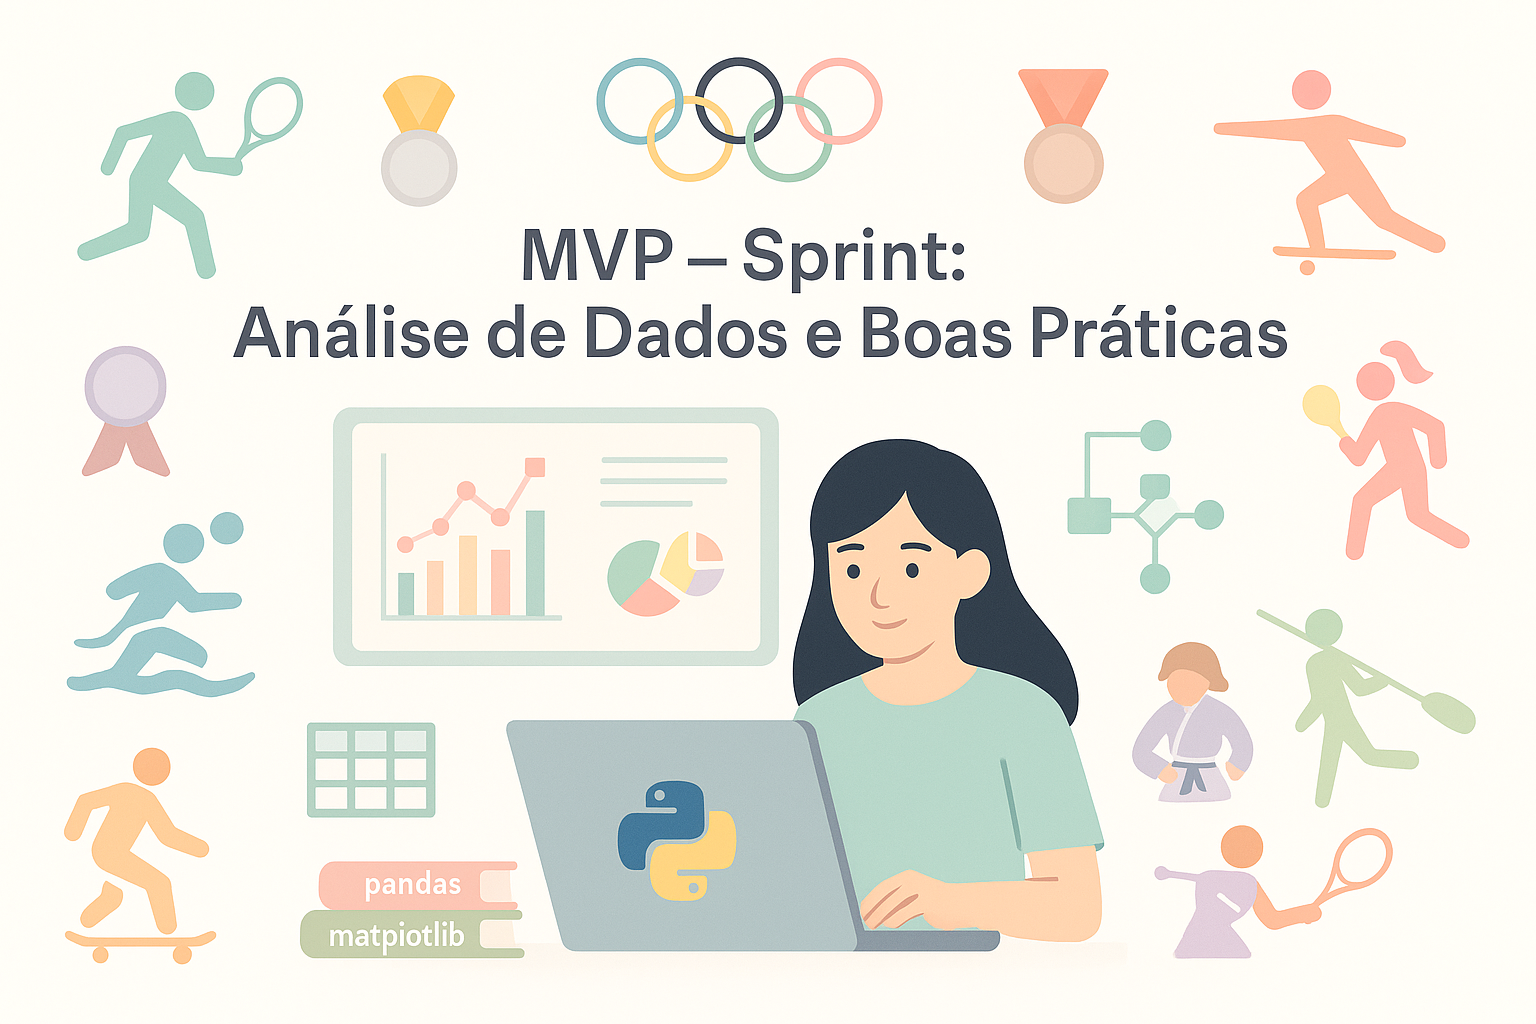 MVP – Sprint:
Análise de Dados e Boas Práticas
pandas
matpiotlib